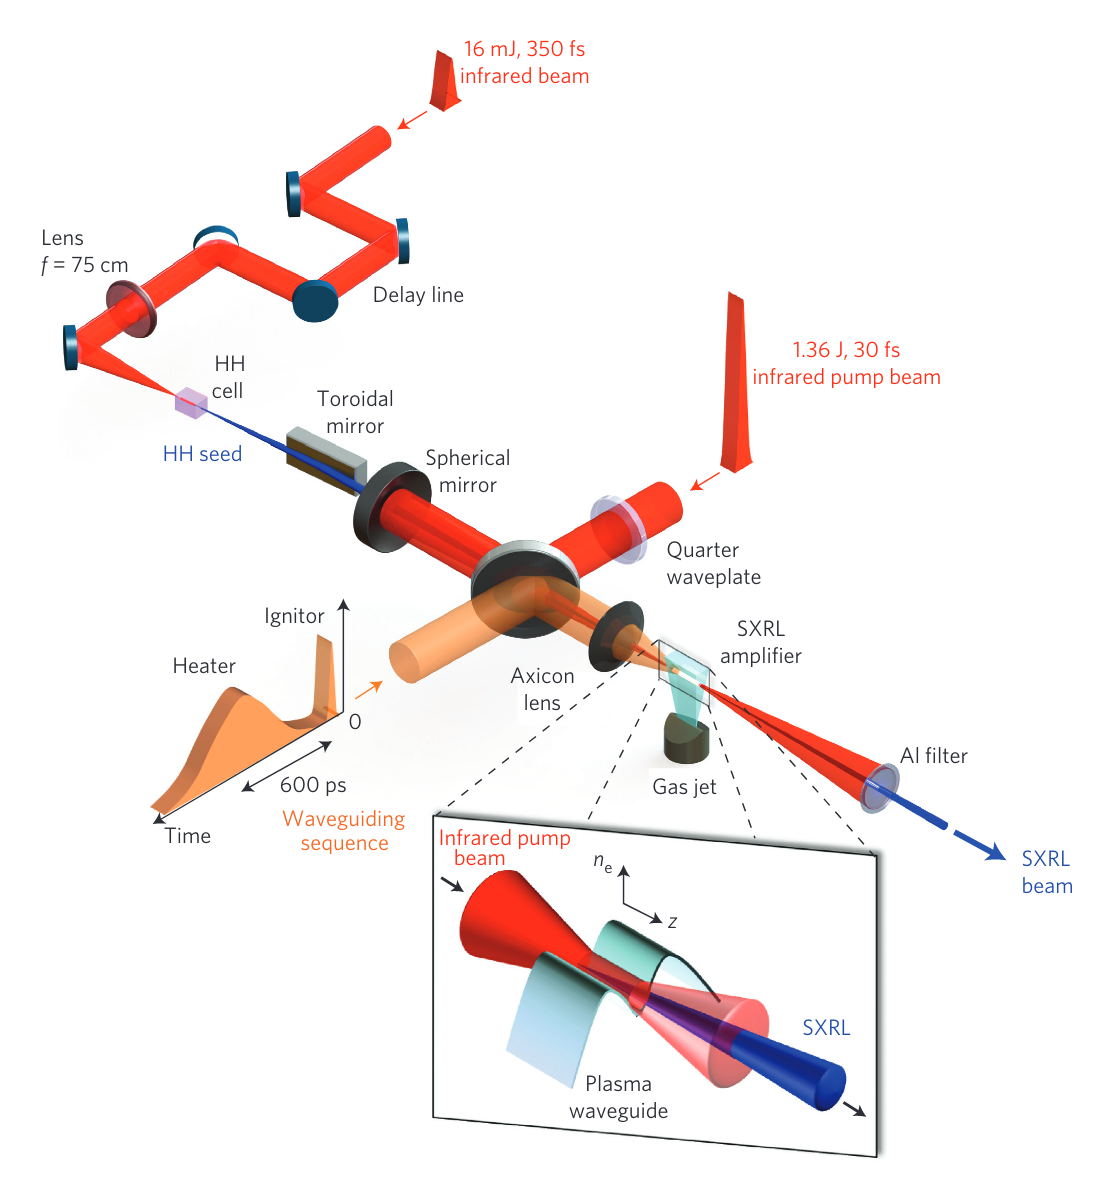 16 mJ, 350 fs
infrared beam
Lens
f = 75 cm
Delay line
HH
cell
1.36 J, 30 fs
infrared pump beam
Toroidal
mirror
HH seed
Spherical
mirror
Quarter
waveplate
Ignitor
SXRL
amplifier
Heater
Axicon
lens
0
Al filter
600 ps
Gas jet
Waveguiding
sequence
Time
Infrared pump
beam
SXRL
beam
ne
z
SXRL
Plasma
waveguide